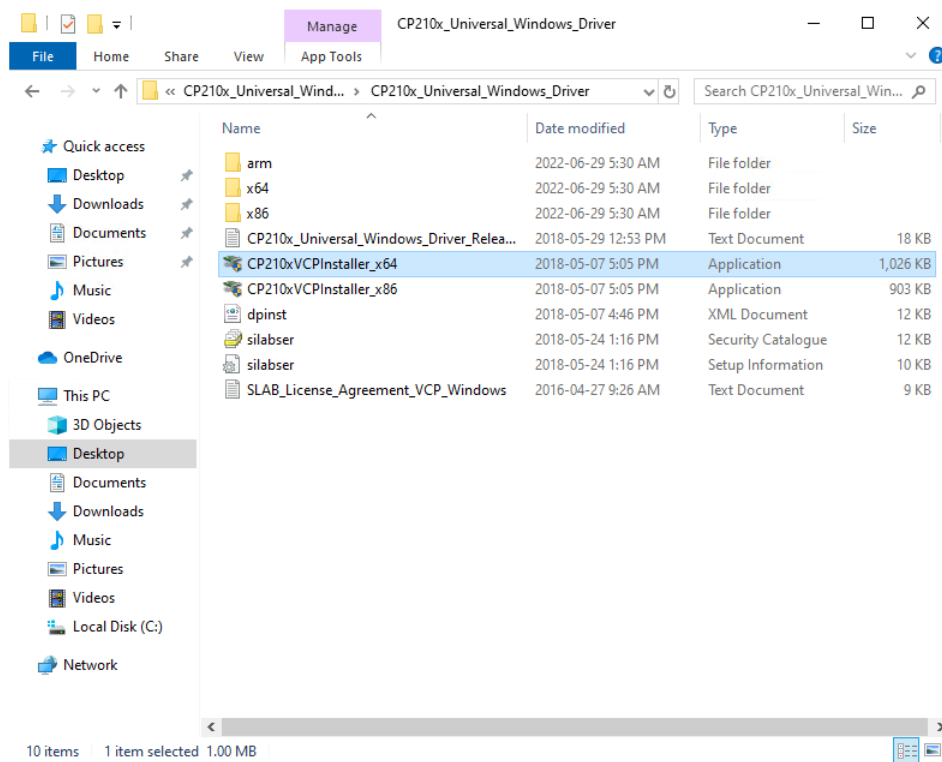 Manage
CP210x_Universal_Windows_Driver
File Home Share View App Tools
« CP210x_Universal_Wind... › CP210x_Universal_Windows_Driver
Search CP210x_Universal_Win...
Name Date modified Type Size
Quick access
Desktop
Downloads
Documents
Pictures
Music
Videos
OneDrive
This PC
3D Objects
Desktop
Documents
Downloads
Music
Pictures
Videos
Local Disk (C:)
Network
arm 2022-06-29 5:30 AM File folder
x64 2022-06-29 5:30 AM File folder
x86 2022-06-29 5:30 AM File folder
CP210x_Universal_Windows_Driver_Relea... 2018-05-29 12:53 PM Text Document 18 KB
CP210xVCPInstaller_x64 2018-05-07 5:05 PM Application 1,026 KB
CP210xVCPInstaller_x86 2018-05-07 5:05 PM Application 903 KB
dpinst 2018-05-07 4:46 PM XML Document 12 KB
silabser 2018-05-24 1:16 PM Security Catalogue 12 KB
silabser 2018-05-24 1:16 PM Setup Information 10 KB
SLAB_License_Agreement_VCP_Windows 2016-04-27 9:26 AM Text Document 9 KB
10 items 1 item selected 1.00 MB